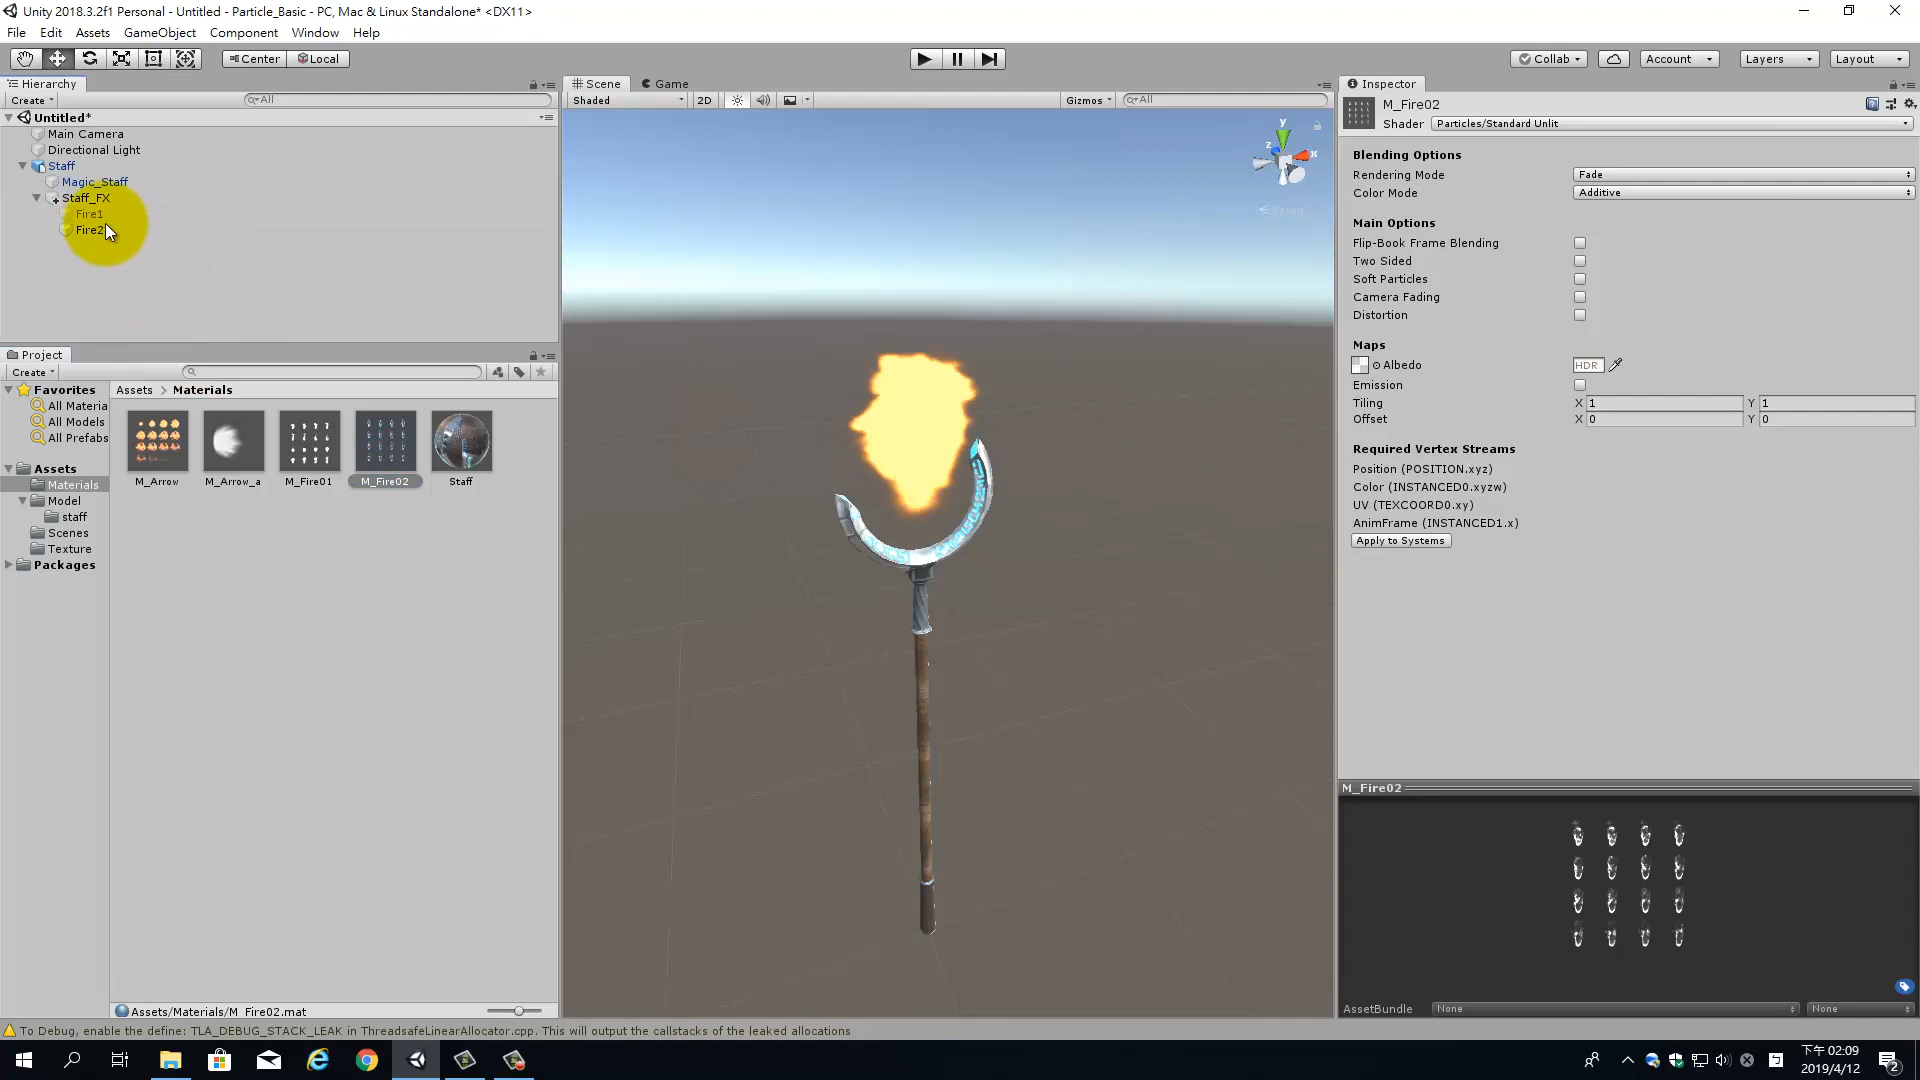 Unity 2018.3.2f1 Personal - Untitled - Particle_Basic - PC, Mac & Linux Standalone* <DX11>
File Edit Assets GameObject Component Window Help
Center Local Collab Account Layers Layout
Hierarchy
Create All
Untitled*
Main Camera
Directional Light
Staff
Magic_Staff
Staff_FX
Fire1
Fire2
Project
Create
Favorites
All Materia
All Models
All Prefabs
Assets
Materials
Model
staff
Scenes
Texture
Packages
Assets > Materials
M_Arrow M_Arrow_a M_Fire01 M_Fire02 Staff
Assets/Materials/M_Fire02.mat
Scene Game
Shaded 2D Gizmos All
y
z x
Persp
Inspector
M_Fire02
Shader Particles/Standard Unlit
Blending Options
Rendering Mode Fade
Color Mode Additive
Main Options
Flip-Book Frame Blending
Two Sided
Soft Particles
Camera Fading
Distortion
Maps
Albedo HDR
Emission
Tiling X 1 Y 1
Offset X 0 Y 0
Required Vertex Streams
Position (POSITION.xyz)
Color (INSTANCED0.xyzw)
UV (TEXCOORD0.xy)
AnimFrame (INSTANCED1.x)
Apply to Systems
M_Fire02
AssetBundle None None
To Debug, enable the define: TLA_DEBUG_STACK_LEAK in ThreadsafeLinearAllocator.cpp. This will output the callstacks of the leaked allocations
下午 02:09
2019/4/12
2